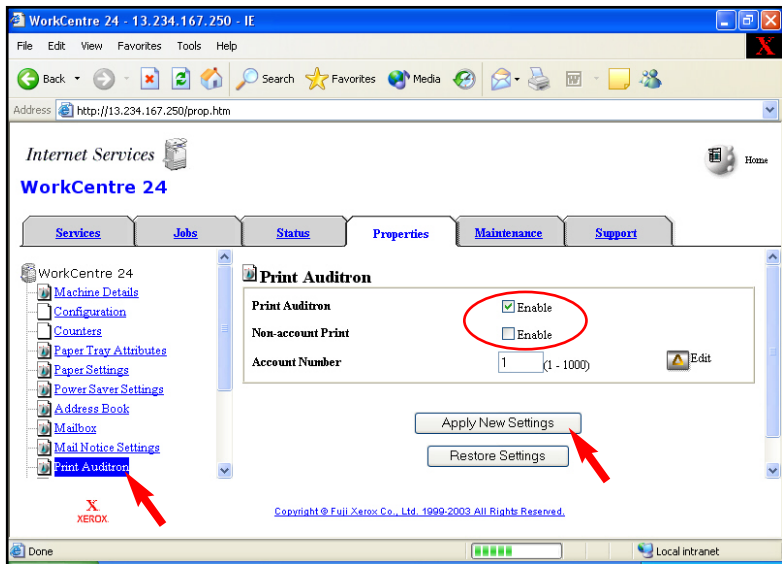 WorkCentre 24 - 13.234.167.250 - IE
File Edit View Favorites Tools Help
X
Back Search Favorites Media
Address http://13.234.167.250/prop.htm
Internet Services
Home
WorkCentre 24
Services Jobs Status Properties Maintenance Support
WorkCentre 24
Machine Details
Configuration
Counters
Paper Tray Attributes
Paper Settings
Power Saver Settings
Address Book
Mailbox
Mail Notice Settings
Print Auditron
Print Auditron
Print Auditron Enable
Non-account Print Enable
Account Number 1 (1 - 1000) Edit
Apply New Settings
Restore Settings
X
XEROX.
Copyright © Fuji Xerox Co., Ltd. 1999-2003 All Rights Reserved.
Done Local intranet